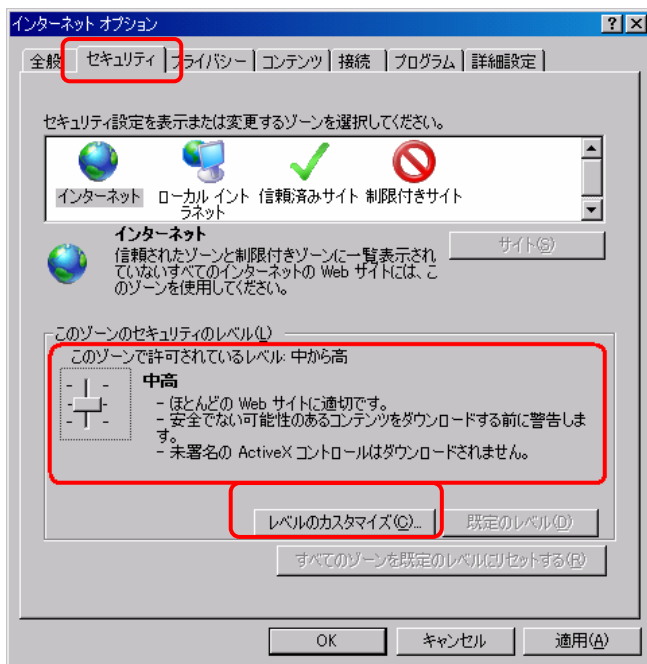 インターネット オプション
全般 セキュリティ プライバシー コンテンツ 接続 プログラム 詳細設定
セキュリティ設定を表示または変更するゾーンを選択してください。
インターネット ローカル イント 信頼済みサイト 制限付きサイト
ラネット
インターネット
サイト(S)
信頼されたゾーンと制限付きゾーンに一覧表示され
ていないすべてのインターネットの Web サイトには、こ
のゾーンを使用してください。
このゾーンのセキュリティのレベル(L)
このゾーンで許可されているレベル: 中から高
中高
- ほとんどの Web サイトに適切です。
- 安全でない可能性のあるコンテンツをダウンロードする前に警告しま
す。
- 未署名の ActiveX コントロールはダウンロードされません。
レベルのカスタマイズ(C)... 既定のレベル(D)
すべてのゾーンを既定のレベルにリセットする(R)
OK キャンセル 適用(A)